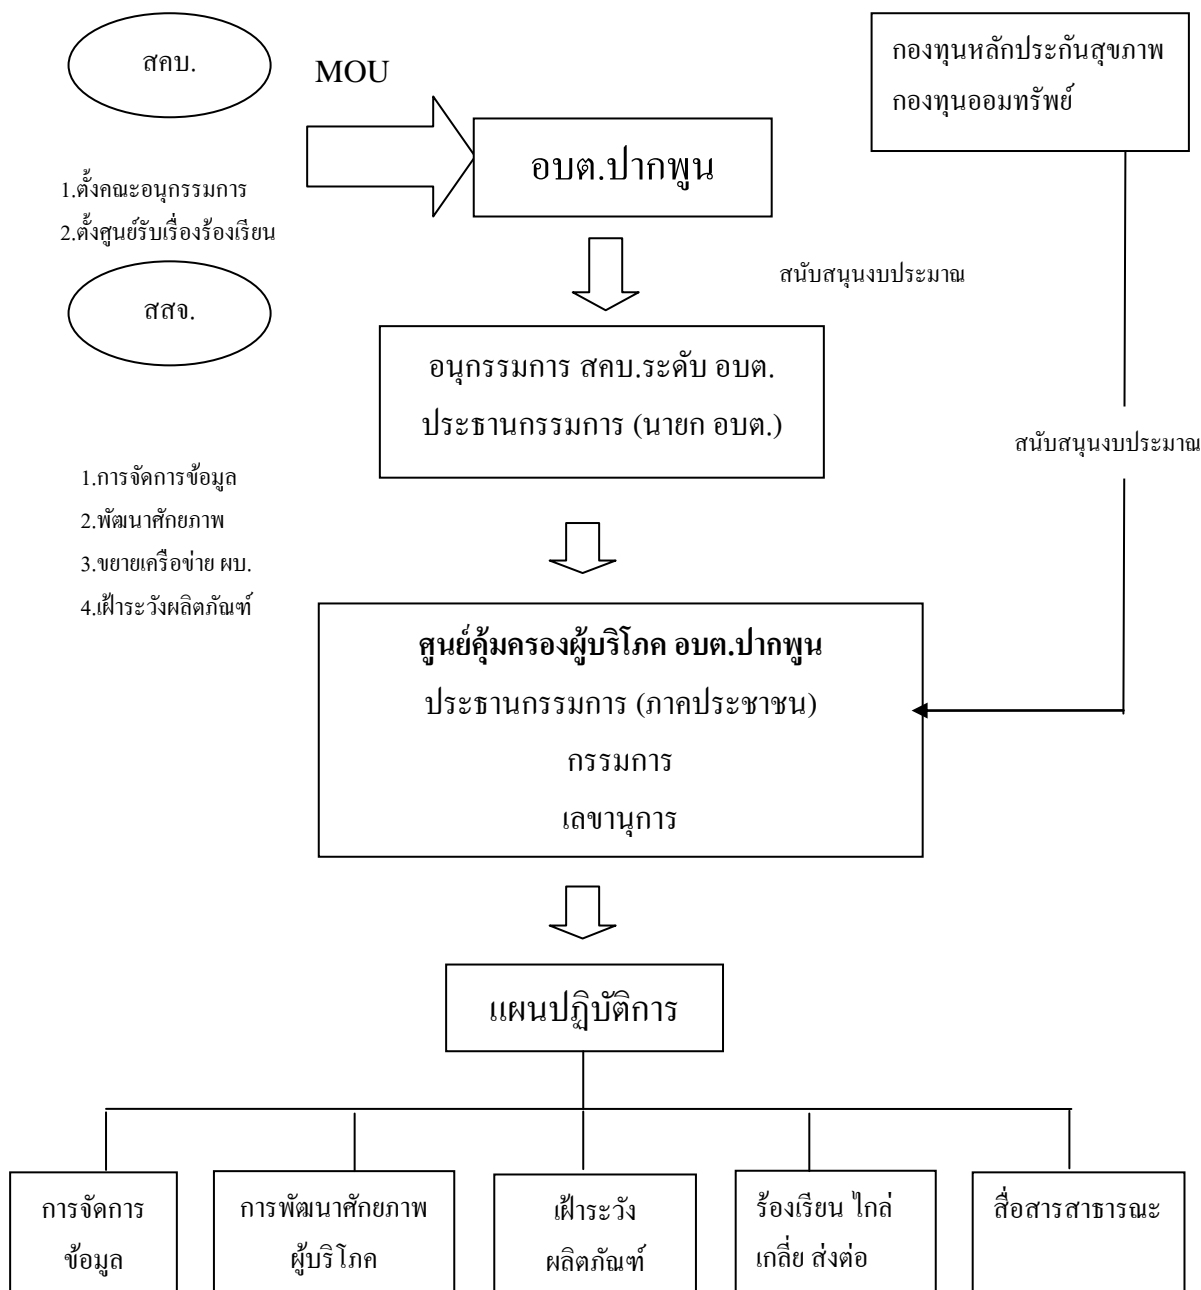 สคบ.
MOU
กองทุนหลักประกันสุขภาพ
กองทุนออมทรัพย์
อบต.ปากพูน
1.ตั้งคณะอนุกรรมการ
2.ตั้งศูนย์รับเรื่องร้องเรียน
สนับสนุนงบประมาณ
สสจ.
อนุกรรมการ สคบ.ระดับ อบต.
ประธานกรรมการ (นายก อบต.)
สนับสนุนงบประมาณ
1.การจัดการข้อมูล
2.พัฒนาศักยภาพ
3.ขยายเครือข่าย ผบ.
4.เฝ้าระวังผลิตภัณฑ์
ศูนย์คุ้มครองผู้บริโภค อบต.ปากพูน
ประธานกรรมการ (ภาคประชาชน)
กรรมการ
เลขานุการ
แผนปฏิบัติการ
การจัดการ
ข้อมูล
การพัฒนาศักยภาพ
ผู้บริโภค
เฝ้าระวัง
ผลิตภัณฑ์
ร้องเรียน ไกล่
เกลี่ย ส่งต่อ
สื่อสารสาธารณะ